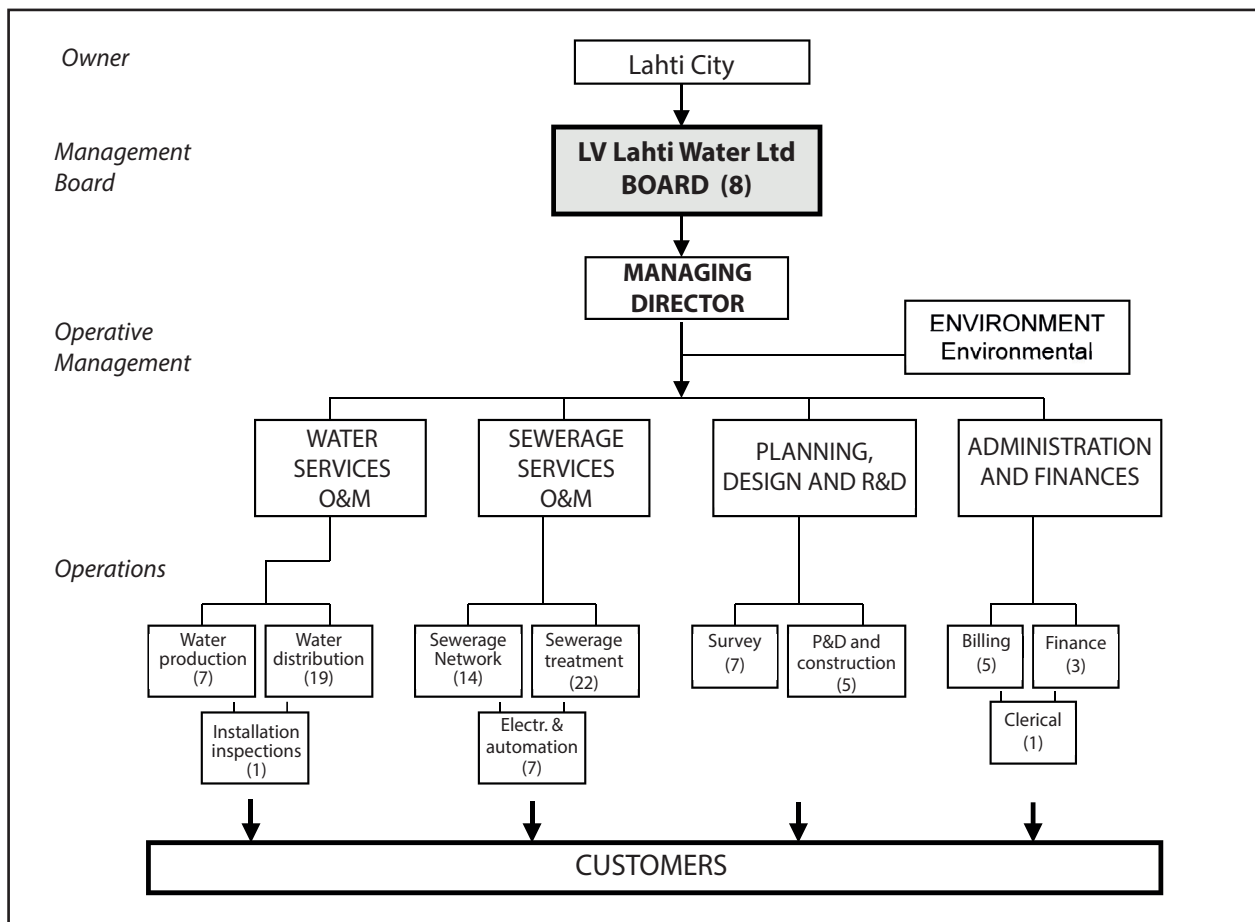 Owner
Lahti City
Management
Board
LV Lahti Water Ltd
BOARD (8)
MANAGING
DIRECTOR
Operative
Management
ENVIRONMENT
Environmental
WATER
SERVICES
O&M
SEWERAGE
SERVICES
O&M
PLANNING,
DESIGN AND R&D
ADMINISTRATION
AND FINANCES
Operations
Water
production
(7)
Water
distribution
(19)
Installation
inspections
(1)
Sewerage
Network
(14)
Sewerage
treatment
(22)
Electr. &
automation
(7)
Survey
(7)
P&D and
construction
(5)
Billing
(5)
Finance
(3)
Clerical
(1)
CUSTOMERS